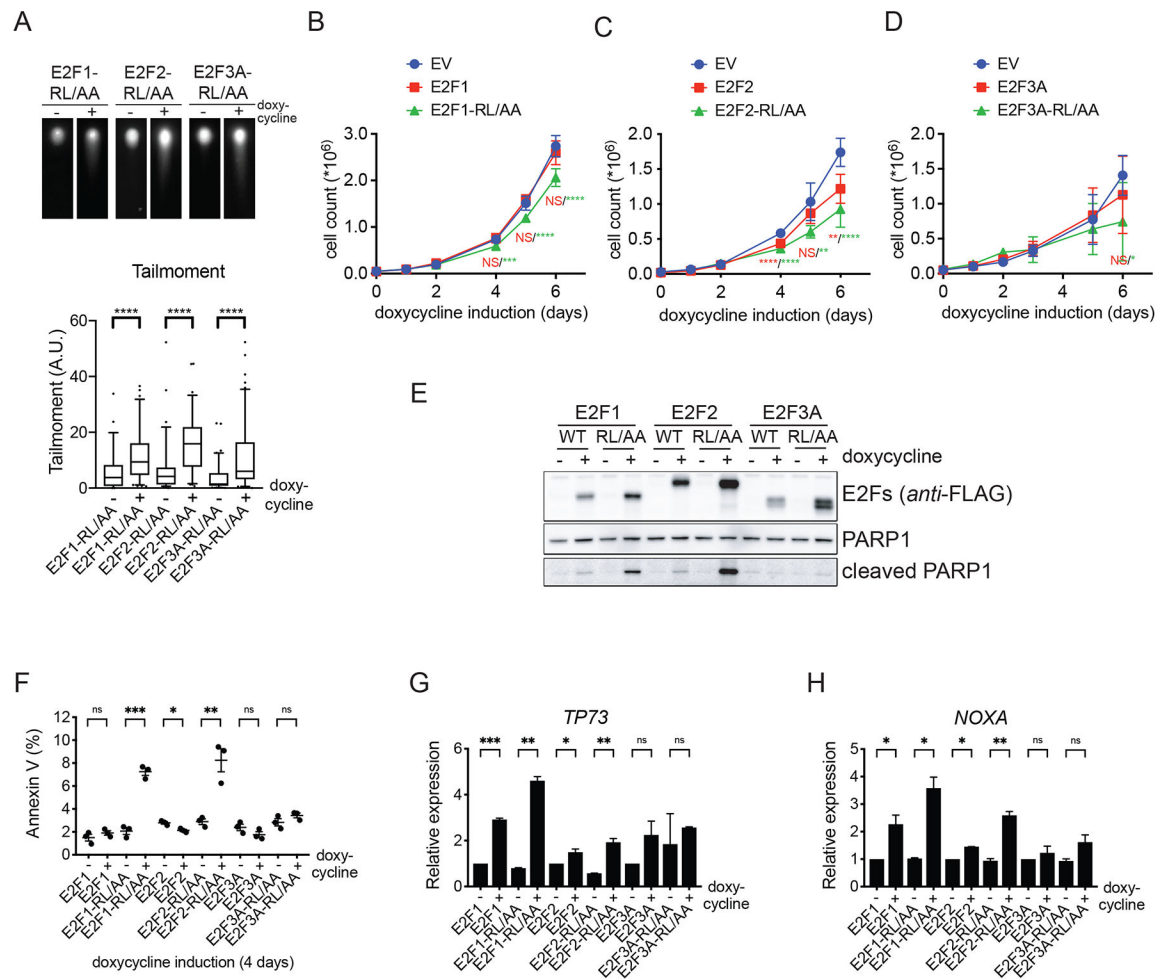 A
E2F1-
RL/AA
E2F2-
RL/AA
E2F3A-
RL/AA
doxy-
cycline
- + - + - +
Tailmoment
**** **** ****
Tailmoment (A.U.)
60
40
20
0
- + - + - +
doxy-
cycline
E2F1-RL/AA
E2F1-RL/AA
E2F2-RL/AA
E2F2-RL/AA
E2F3A-RL/AA
E2F3A-RL/AA
B
EV
E2F1
E2F1-RL/AA
cell count (*10⁶)
3.0
2.0
1.0
0.0
NS/***
NS/****
NS/****
0 2 4 6
doxycycline induction (days)
C
EV
E2F2
E2F2-RL/AA
cell count (*10⁶)
2.0
1.5
1.0
0.5
0.0
****/****
NS/**
**/****
0 2 4 6
doxycycline induction (days)
D
EV
E2F3A
E2F3A-RL/AA
cell count (*10⁶)
2.0
1.5
1.0
0.5
0.0
NS/*
0 2 4 6
doxycycline induction (days)
E
E2F1 E2F2 E2F3A
WT RL/AA WT RL/AA WT RL/AA
- + - + - + - + - + - + doxycycline
E2Fs (anti-FLAG)
PARP1
cleaved PARP1
F
ns *** * ** ns ns
Annexin V (%)
12
10
8
6
4
2
0
- + - + - + - + - + - +
doxy-
cycline
E2F1
E2F1
E2F1-RL/AA
E2F1-RL/AA
E2F2
E2F2
E2F2-RL/AA
E2F2-RL/AA
E2F3A
E2F3A
E2F3A-RL/AA
E2F3A-RL/AA
doxycycline induction (4 days)
G
TP73
*** ** * ** ns ns
Relative expression
6
4
2
0
- + - + - + - + - + - +
doxy-
cycline
E2F1
E2F1
E2F1-RL/AA
E2F1-RL/AA
E2F2
E2F2
E2F2-RL/AA
E2F2-RL/AA
E2F3A
E2F3A
E2F3A-RL/AA
E2F3A-RL/AA
H
NOXA
* * * ** ns ns
Relative expression
5
4
3
2
1
0
- + - + - + - + - + - +
doxy-
cycline
E2F1
E2F1
E2F1-RL/AA
E2F1-RL/AA
E2F2
E2F2
E2F2-RL/AA
E2F2-RL/AA
E2F3A
E2F3A
E2F3A-RL/AA
E2F3A-RL/AA